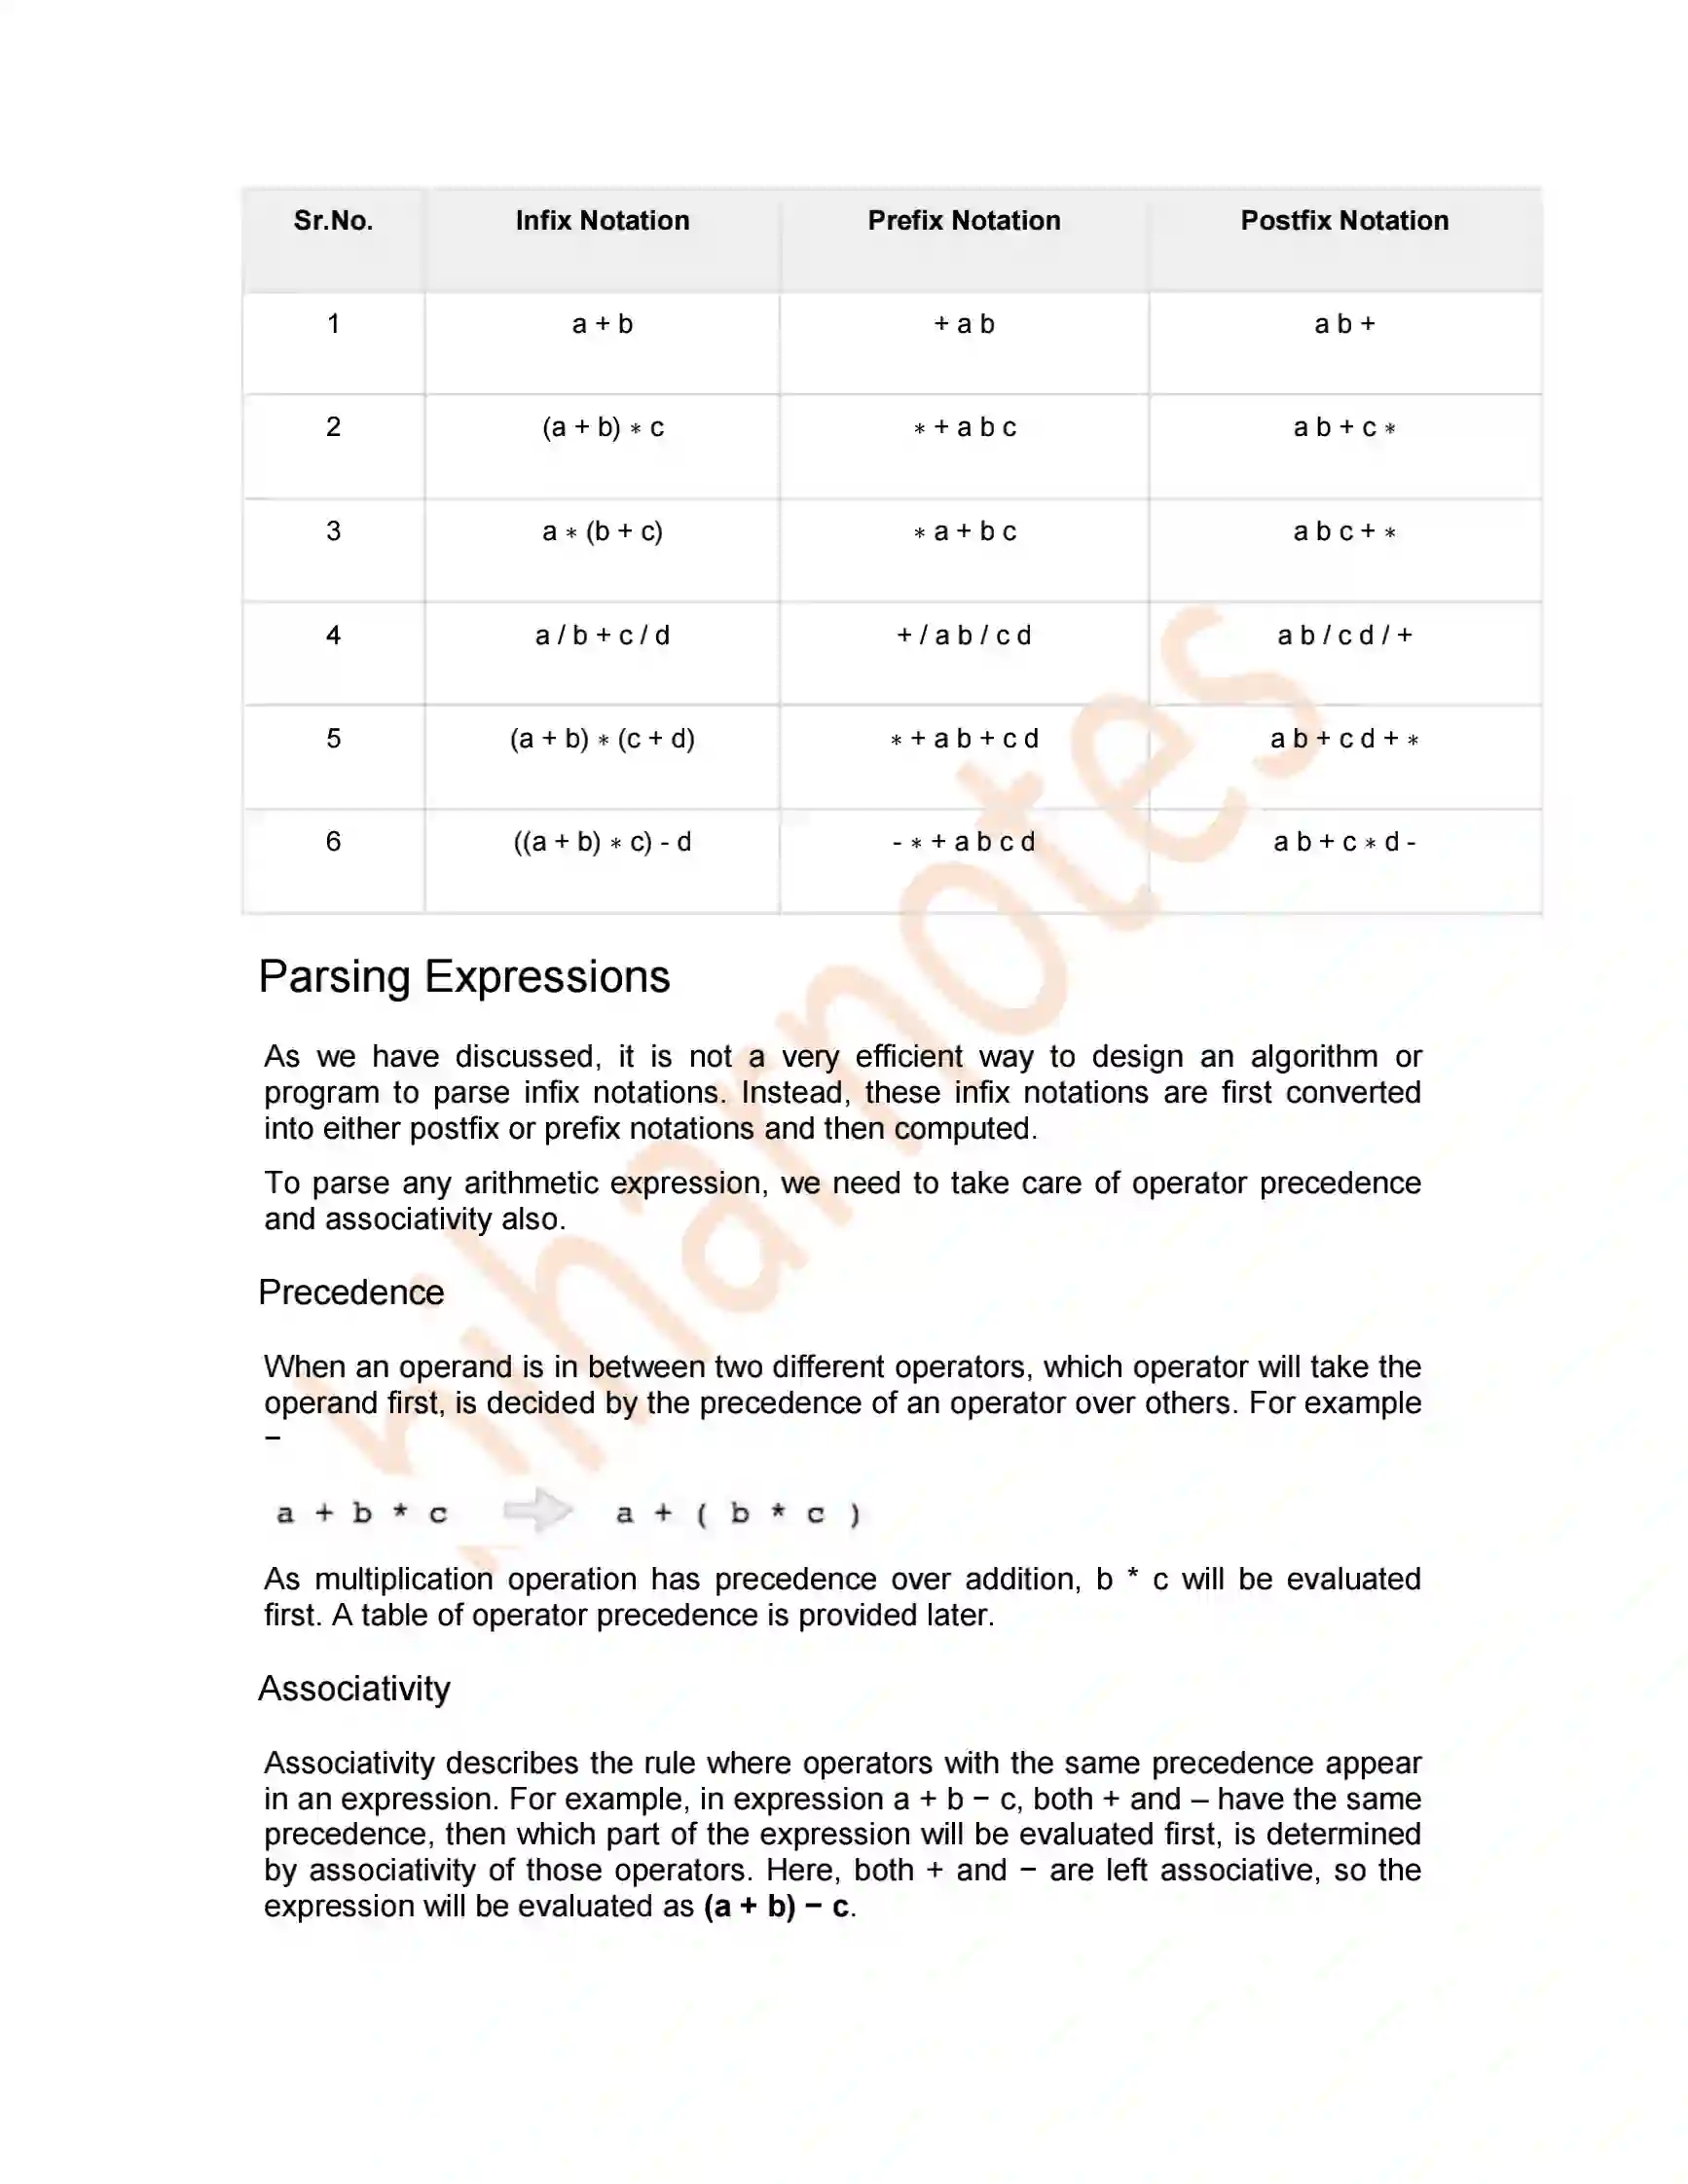 Sr.No. Infix Notation Prefix Notation Postfix Notation
1 a + b + a b a b +
2 (a + b) ∗ c ∗ + a b c a b + c ∗
3 a ∗ (b + c) ∗ a + b c a b c + ∗
4 a / b + c / d + / a b / c d a b / c d / +
5 (a + b) ∗ (c + d) ∗ + a b + c d a b + c d + ∗
6 ((a + b) ∗ c) - d - ∗ + a b c d a b + c ∗ d -
Parsing Expressions
As we have discussed, it is not a very efficient way to design an algorithm or
program to parse infix notations. Instead, these infix notations are first converted
into either postfix or prefix notations and then computed.
To parse any arithmetic expression, we need to take care of operator precedence
and associativity also.
Precedence
When an operand is in between two different operators, which operator will take the
operand first, is decided by the precedence of an operator over others. For example
−
a + b * c a + ( b * c )
As multiplication operation has precedence over addition, b * c will be evaluated
first. A table of operator precedence is provided later.
Associativity
Associativity describes the rule where operators with the same precedence appear
in an expression. For example, in expression a + b − c, both + and – have the same
precedence, then which part of the expression will be evaluated first, is determined
by associativity of those operators. Here, both + and − are left associative, so the
expression will be evaluated as (a + b) − c.